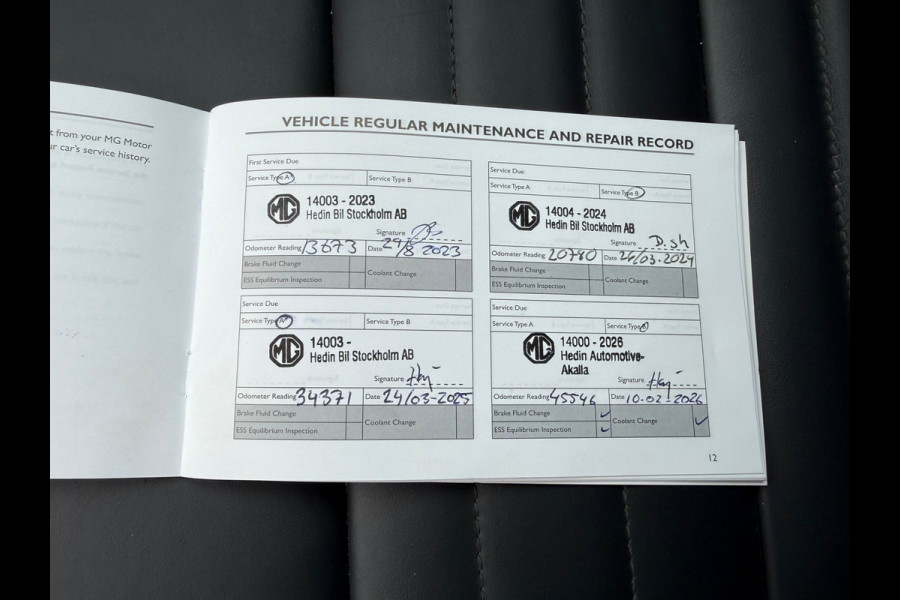 k from your MG Motor
ur car's service history.
VEHICLE REGULAR MAINTENANCE AND REPAIR RECORD
First Service Due
Service Type A Service Type B
MG 14003 - 2023
Hedin Bil Stockholm AB
Signature
Odometer Reading 13673 Date 29/8 2023
Brake Fluid Change
Coolant Change
ESS Equilibrium Inspection
Service Due
Service Type A Service Type B
MG 14004 - 2024
Hedin Bil Stockholm AB
Signature D.sh
Odometer Reading 20780 Date 26/03-2024
Brake Fluid Change
Coolant Change
ESS Equilibrium Inspection
Service Due
Service Type A Service Type B
MG 14003 -
Hedin Bil Stockholm AB
Signature
Odometer Reading 34371 Date 24/03-2025
Brake Fluid Change
Coolant Change
ESS Equilibrium Inspection
Service Due
Service Type A Service Type B
MG 14000 - 2026
Hedin Automotive-
Akalla
Signature
Odometer Reading 45546 Date 10-02-2026
Brake Fluid Change
Coolant Change
ESS Equilibrium Inspection
12